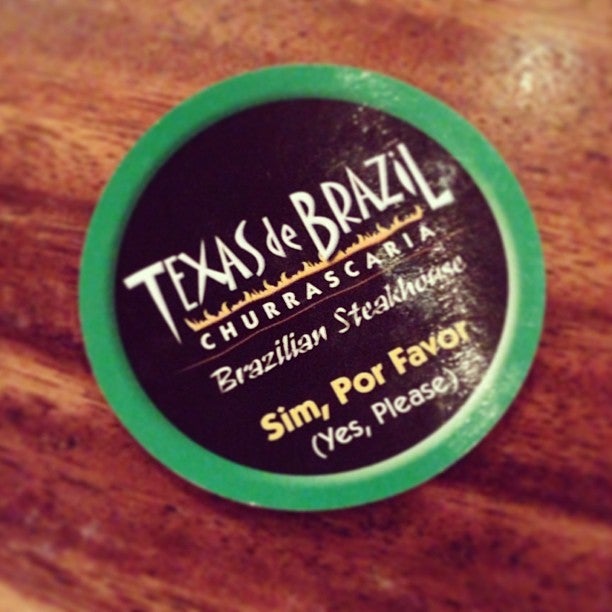 TEXAS de BRAZiL
CHURRASCARIA
Brazilian Steakhouse
Sim, Por Favor
(Yes, Please)